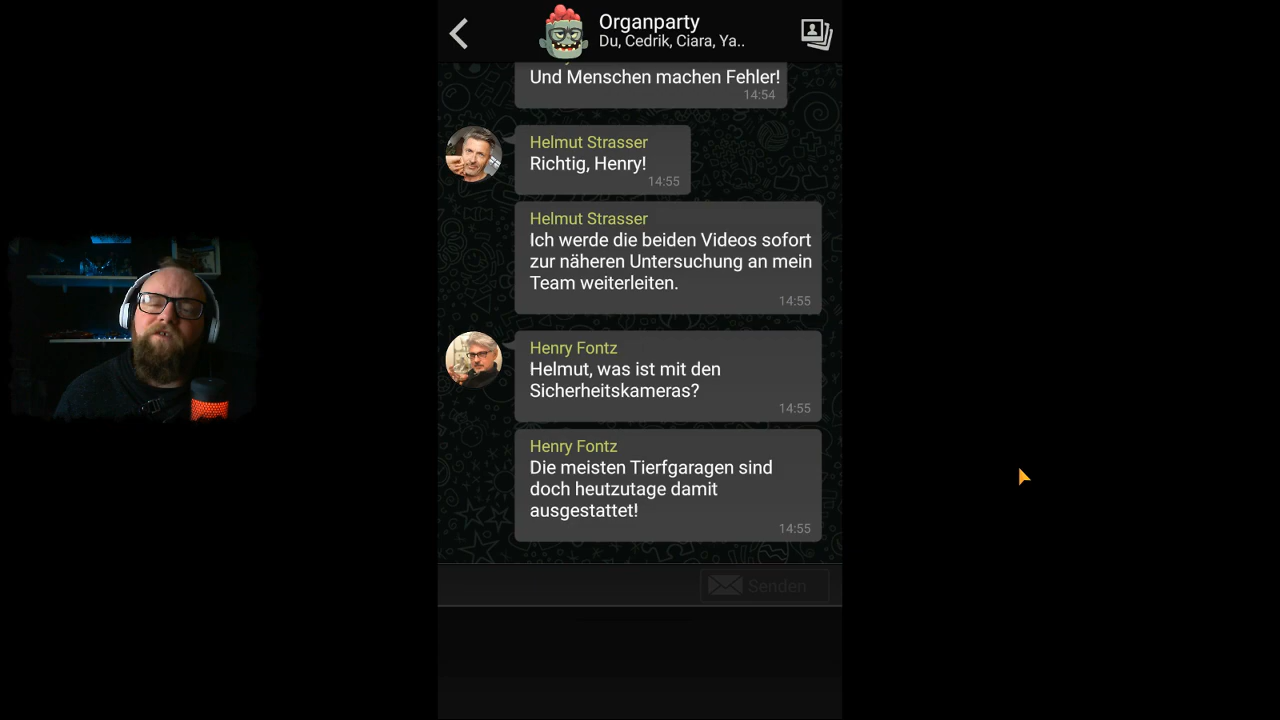 Organparty
Du, Cedrik, Ciara, Ya..
Und Menschen machen Fehler!
14:54
Helmut Strasser
Richtig, Henry!
14:55
Helmut Strasser
Ich werde die beiden Videos sofort
zur näheren Untersuchung an mein
Team weiterleiten.
14:55
Henry Fontz
Helmut, was ist mit den
Sicherheitskameras?
14:55
Henry Fontz
Die meisten Tierfgaragen sind
doch heutzutage damit
ausgestattet!
14:55
Senden